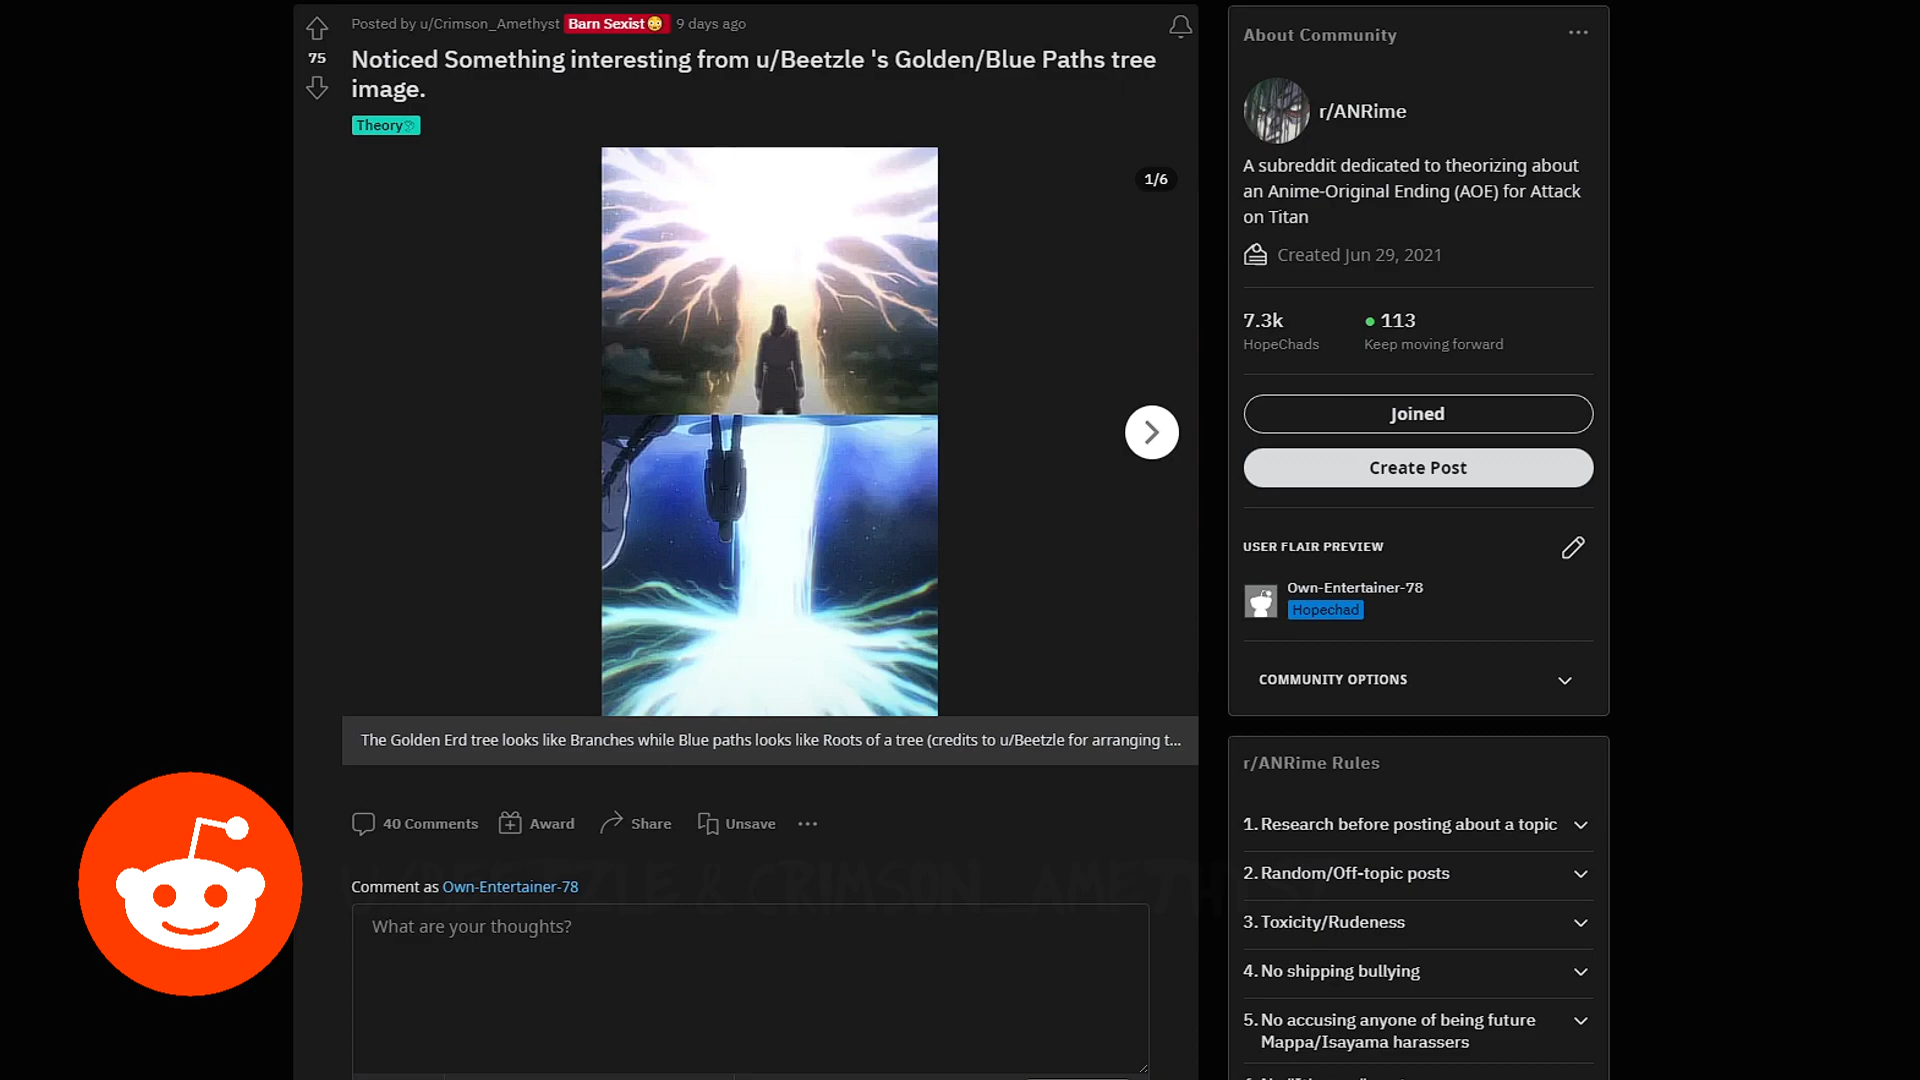 Posted by u/Crimson_Amethyst Barn Sexist😳 9 days ago
75
Noticed Something interesting from u/Beetzle 's Golden/Blue Paths tree
image.
Theory
1/6
The Golden Erd tree looks like Branches while Blue paths looks like Roots of a tree (credits to u/Beetzle for arranging t...
40 Comments Award Share Unsave
Comment as Own-Entertainer-78
What are your thoughts?
About Community
r/ANRime
A subreddit dedicated to theorizing about
an Anime-Original Ending (AOE) for Attack
on Titan
Created Jun 29, 2021
7.3k 113
HopeChads Keep moving forward
Joined
Create Post
USER FLAIR PREVIEW
Own-Entertainer-78
Hopechad
COMMUNITY OPTIONS
r/ANRime Rules
1. Research before posting about a topic
2. Random/Off-topic posts
3. Toxicity/Rudeness
4. No shipping bullying
5. No accusing anyone of being future
Mappa/Isayama harassers